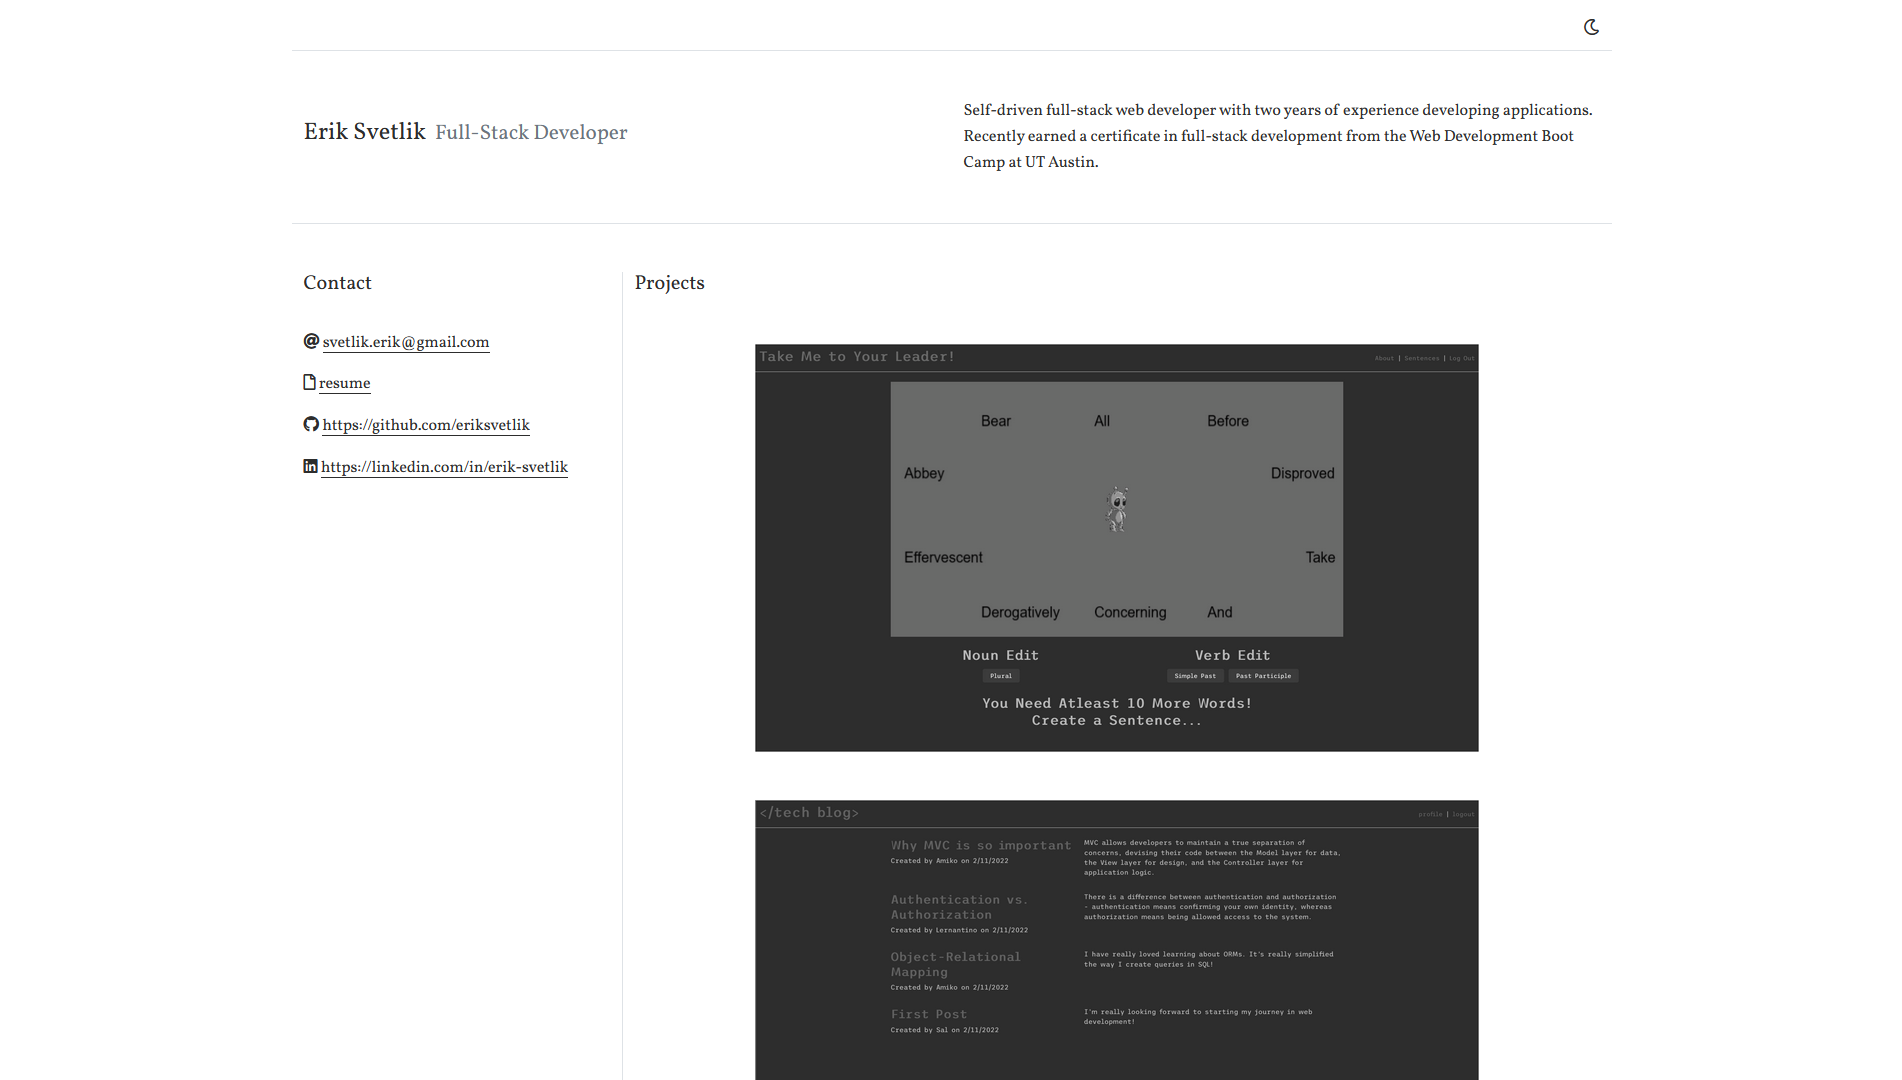 Erik Svetlik Full-Stack Developer
Self-driven full-stack web developer with two years of experience developing applications.
Recently earned a certificate in full-stack development from the Web Development Boot
Camp at UT Austin.
Contact
svetlik.erik@gmail.com
resume
https://github.com/eriksvetlik
https://linkedin.com/in/erik-svetlik
Projects
Take Me to Your Leader!
About | Sentences | Log Out
Bear All Before
Abbey Disproved
Effervescent Take
Derogatively Concerning And
Noun Edit Verb Edit
Plural Simple Past Past Participle
You Need Atleast 10 More Words!
Create a Sentence...
</tech blog>
profile | logout
Why MVC is so important
Created by Amiko on 2/11/2022
MVC allows developers to maintain a true separation of
concerns, devising their code between the Model layer for data,
the View layer for design, and the Controller layer for
application logic.
Authentication vs.
Authorization
Created by Lernantino on 2/11/2022
There is a difference between authentication and authorization
- authentication means confirming your own identity, whereas
authorization means being allowed access to the system.
Object-Relational
Mapping
Created by Amiko on 2/11/2022
I have really loved learning about ORMs. It's really simplified
the way I create queries in SQL!
First Post
Created by Sal on 2/11/2022
I'm really looking forward to starting my journey in web
development!